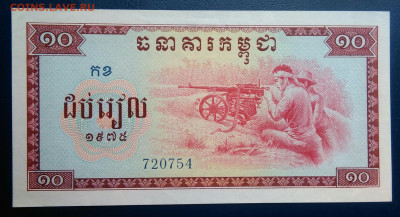 COINS.LAVE.RU
១០ ធនាគារកម្ពុជា ១០
កខ
ដប់រៀល
១៩៧៥
720754
១០ ១០